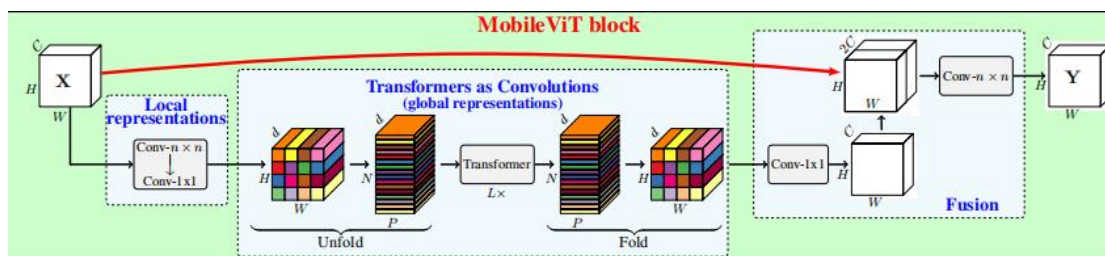 MobileViT block
C
H
X
W
Local
representations
Conv-n × n
Conv-1x1
Transformers as Convolutions
(global representations)
d
H
W
d
N
P
Unfold
Transformer
L×
d
N
P
d
H
W
Fold
Conv-1x1
C
H
W
2C
H
W
Conv-n × n
Fusion
C
H
Y
W